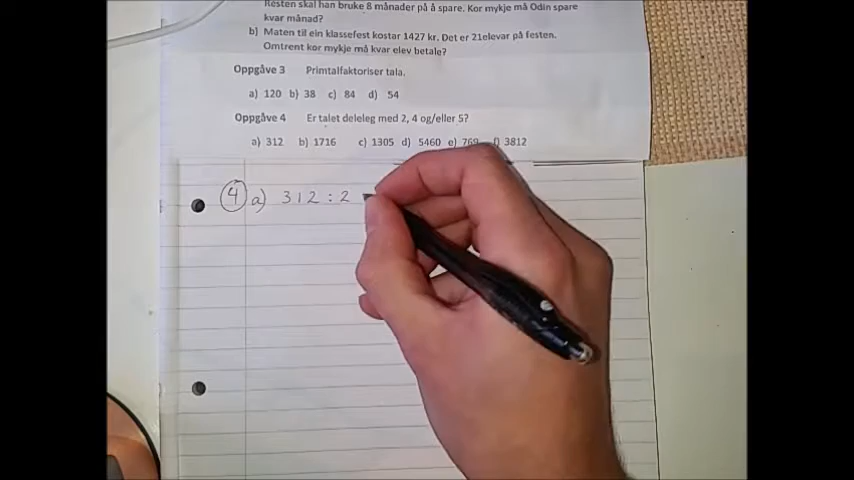 Resten skal han bruke 8 månader på å spare. Kor mykje må Odin spare
kvar månad?
b) Maten til ein klassefest kostar 1427 kr. Det er 21elevar på festen.
Omtrent kor mykje må kvar elev betale?
Oppgåve 3 Primtalfaktoriser tala.
a) 120 b) 38 c) 84 d) 54
Oppgåve 4 Er talet deleleg med 2, 4 og/eller 5?
a) 312 b) 1716 c) 1305 d) 5460 e) 769 f) 3812
4 a) 312 : 2